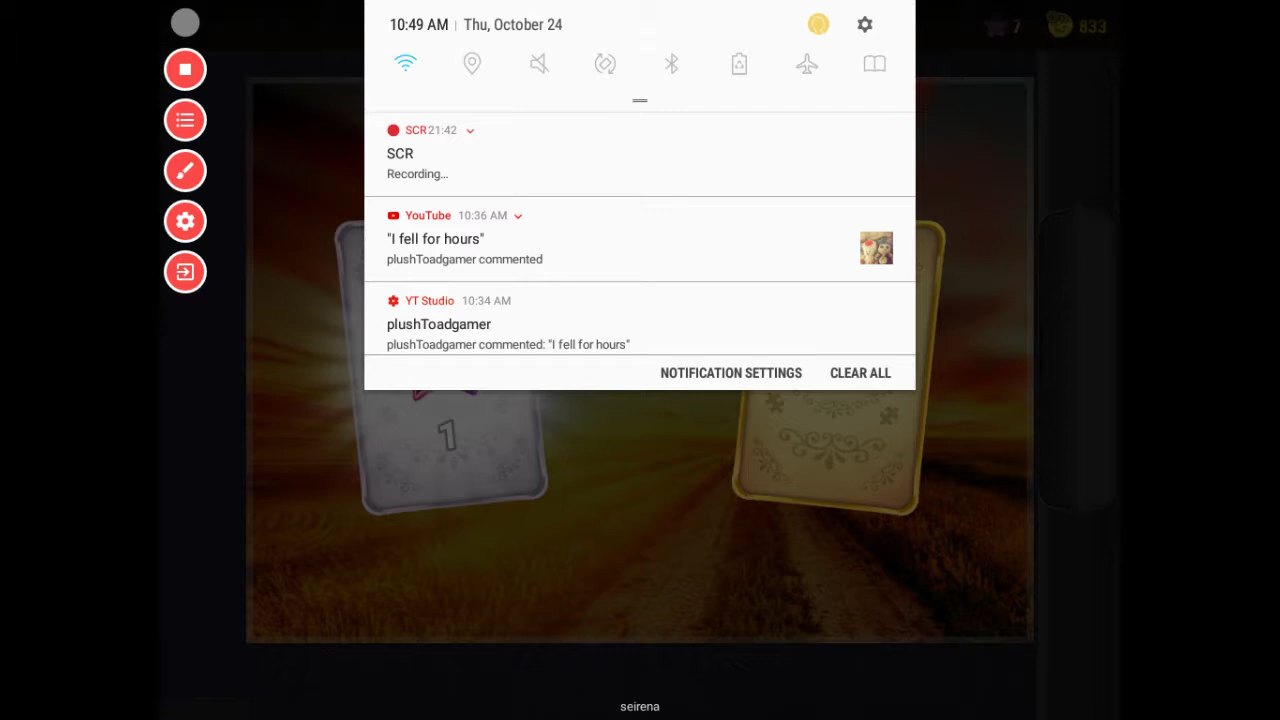 10:49 AM | Thu, October 24
7
833
SCR 21:42
SCR
Recording...
YouTube 10:36 AM
"I fell for hours"
plushToadgamer commented
YT Studio 10:34 AM
plushToadgamer
plushToadgamer commented: "I fell for hours"
NOTIFICATION SETTINGS CLEAR ALL
1
seirena